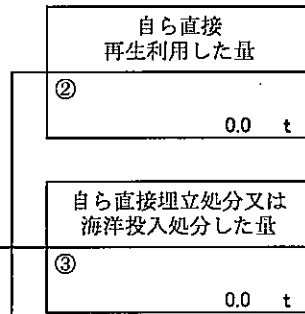 自ら直接
再生利用した量
②
0.0 t
自ら直接埋立処分又は
海洋投入処分した量
③
0.0 t